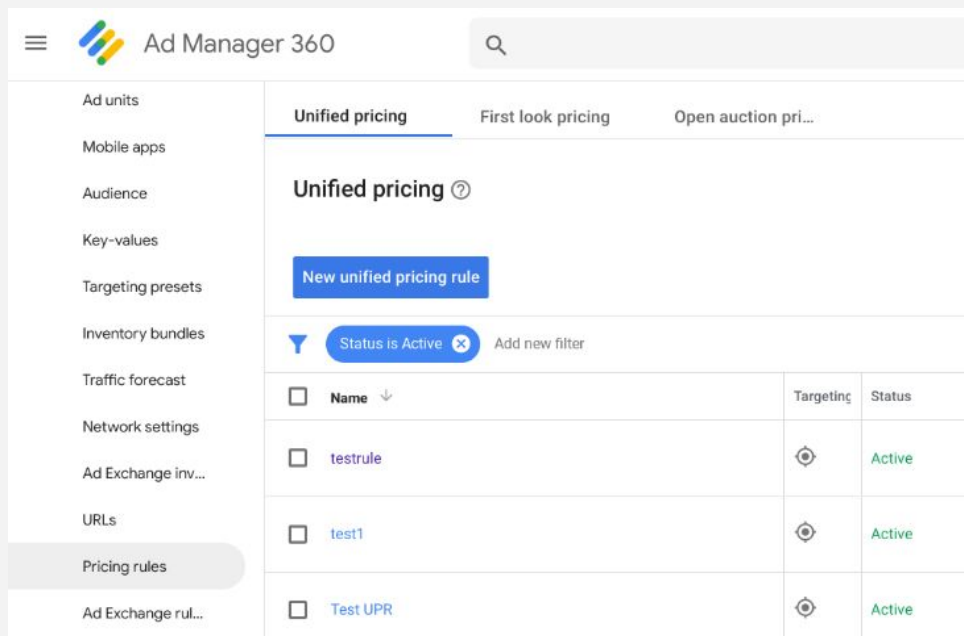 Ad Manager 360
Ad units
Mobile apps
Audience
Key-values
Targeting presets
Inventory bundles
Traffic forecast
Network settings
Ad Exchange inv...
URLs
Pricing rules
Ad Exchange rul...
Unified pricing First look pricing Open auction pri...
Unified pricing
New unified pricing rule
Status is Active Add new filter
Name Targeting Status
testrule Active
test1 Active
Test UPR Active